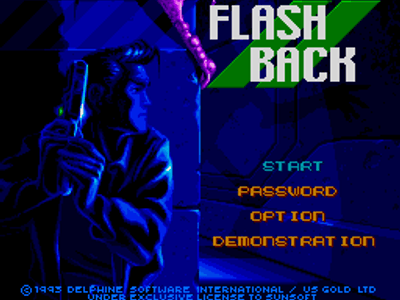 FLASH
BACK
START
PASSWORD
OPTION
DEMONSTRATION
© 1993 DELPHINE SOFTWARE INTERNATIONAL / US GOLD LTD
UNDER EXCLUSIVE LICENSE TO SUNSOFT